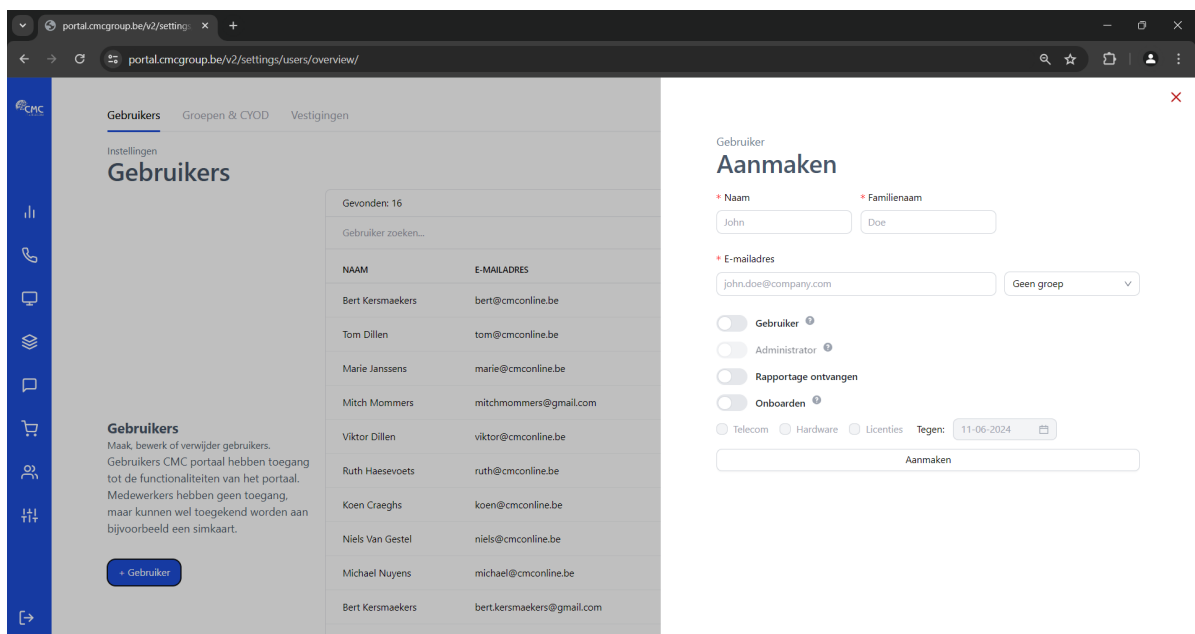 portal.cmcgroup.be/v2/settings
portal.cmcgroup.be/v2/settings/users/overview/
CMC
Gebruikers
Groepen & CYOD
Vestigingen
Instellingen
Gebruikers
Gebruikers
Maak, bewerk of verwijder gebruikers.
Gebruikers CMC portaal hebben toegang
tot de functionaliteiten van het portaal.
Medewerkers hebben geen toegang,
maar kunnen wel toegekend worden aan
bijvoorbeeld een simkaart.
+ Gebruiker
Gevonden: 16
Gebruiker zoeken...
NAAM E-MAILADRES
Bert Kersmaekers bert@cmconline.be
Tom Dillen tom@cmconline.be
Marie Janssens marie@cmconline.be
Mitch Mommers mitchmommers@gmail.com
Viktor Dillen viktor@cmconline.be
Ruth Haesevoets ruth@cmconline.be
Koen Craeghs koen@cmconline.be
Niels Van Gestel niels@cmconline.be
Michael Nuyens michael@cmconline.be
Bert Kersmaekers bert.kersmaekers@gmail.com
Gebruiker
Aanmaken
* Naam * Familienaam
John Doe
* E-mailadres
john.doe@company.com Geen groep
Gebruiker
Administrator
Rapportage ontvangen
Onboarden
Telecom Hardware Licenties Tegen: 11-06-2024
Aanmaken